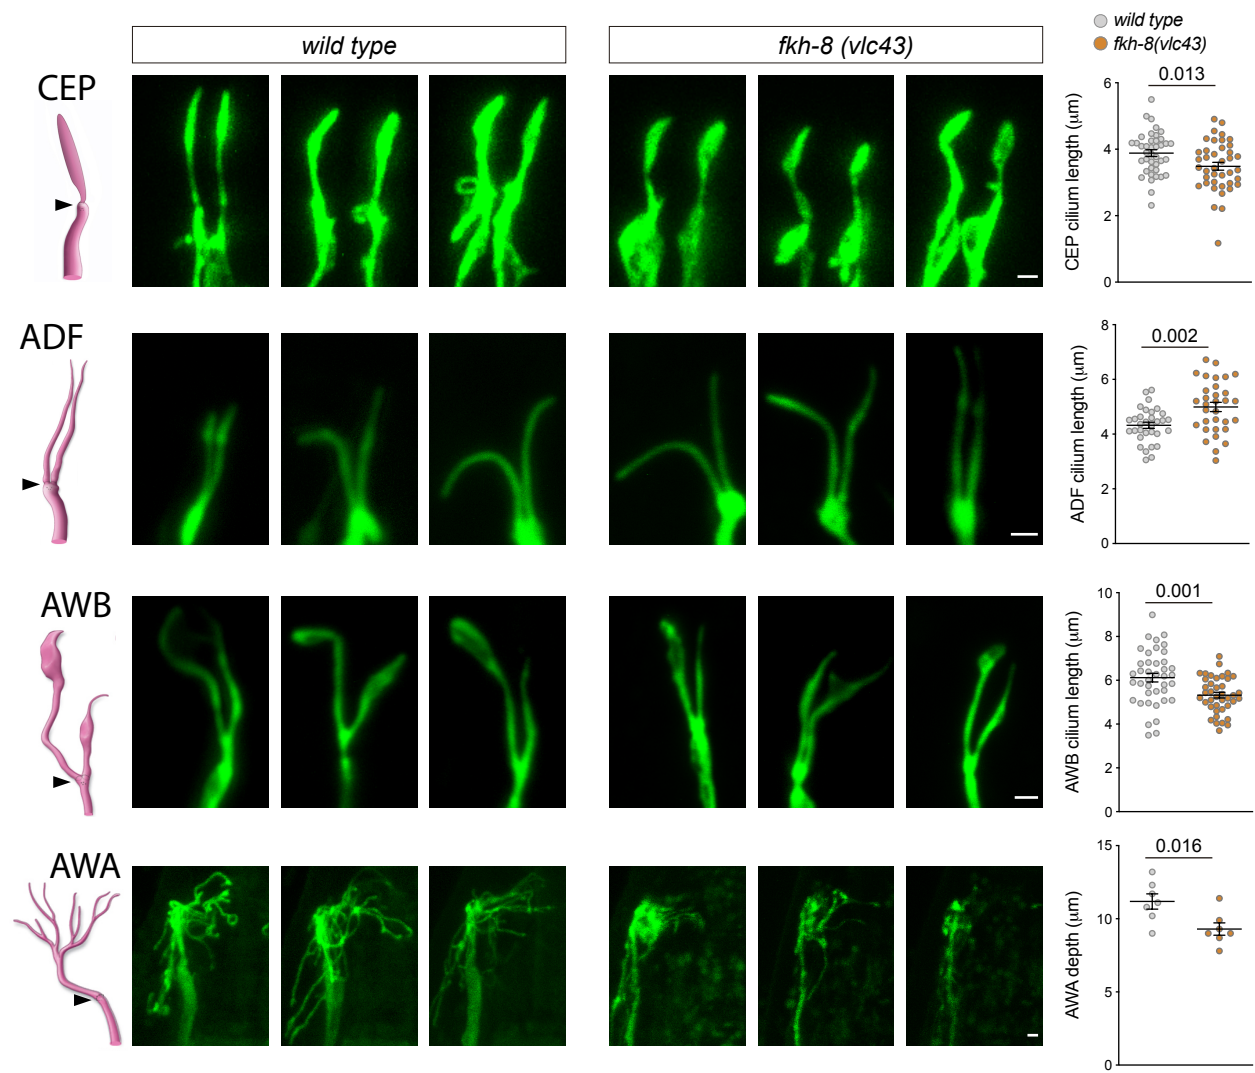 wild type
fkh-8 (vlc43)
wild type
fkh-8(vlc43)
CEP
0.013
CEP cilium length (μm)
6
4
2
0
ADF
0.002
ADF cilium length (μm)
8
6
4
2
0
AWB
0.001
AWB cilium length (μm)
10
8
6
4
2
0
AWA
0.016
AWA depth (μm)
15
10
5
0